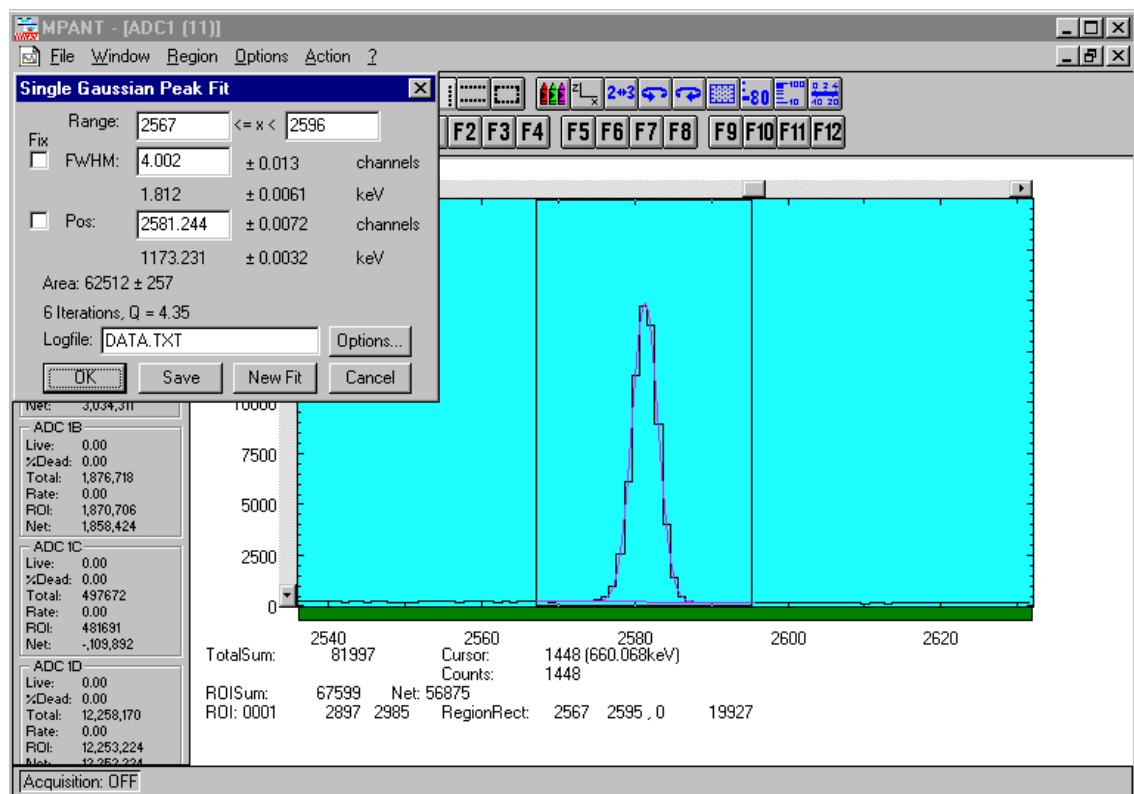 MPANT - [ADC1 (11)]
File Window Region Options Action ?
Single Gaussian Peak Fit
Range: 2567 <= x < 2596
Fix
FWHM: 4.002 ± 0.013 channels
1.812 ± 0.0061 keV
Pos: 2581.244 ± 0.0072 channels
1173.231 ± 0.0032 keV
Area: 62512 ± 257
6 Iterations, Q = 4.35
Logfile: DATA.TXT Options...
OK Save New Fit Cancel
F2 F3 F4 F5 F6 F7 F8 F9 F10 F11 F12
Net: 3,034,311
ADC 1B
Live: 0.00
%Dead: 0.00
Total: 1,876,718
Rate: 0.00
ROI: 1,870,706
Net: 1,858,424
ADC 1C
Live: 0.00
%Dead: 0.00
Total: 497672
Rate: 0.00
ROI: 481691
Net: -,109,892
ADC 1D
Live: 0.00
%Dead: 0.00
Total: 12,258,170
Rate: 0.00
ROI: 12,253,224
10000
7500
5000
2500
0
2540 2560 2580 2600 2620
TotalSum: 81997 Cursor: 1448 (660.068keV)
Counts: 1448
ROISum: 67599 Net: 56875
ROI: 0001 2897 2985 RegionRect: 2567 2595 , 0 19927
Acquisition: OFF